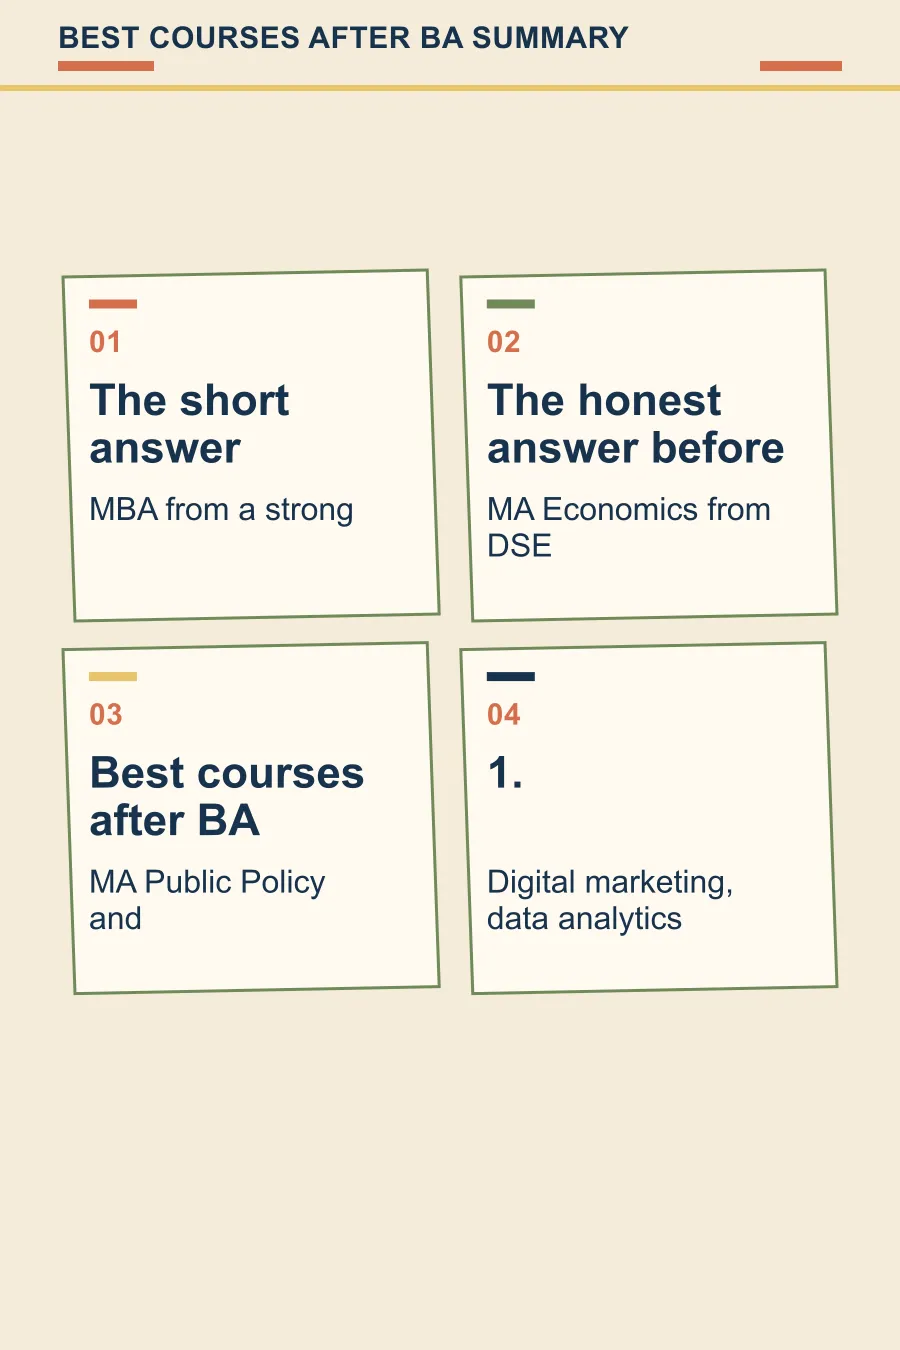 BEST COURSES AFTER BA SUMMARY
01
The short
answer
MBA from a strong
02
The honest
answer before
MA Economics from
DSE
03
Best courses
after BA
MA Public Policy
and
04
1.
Digital marketing,
data analytics